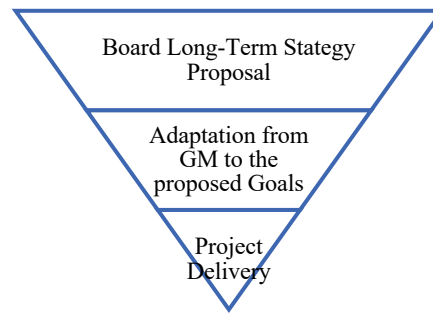 Board Long-Term Stategy
Proposal
Adaptation from
GM to the
proposed Goals
Project
Delivery